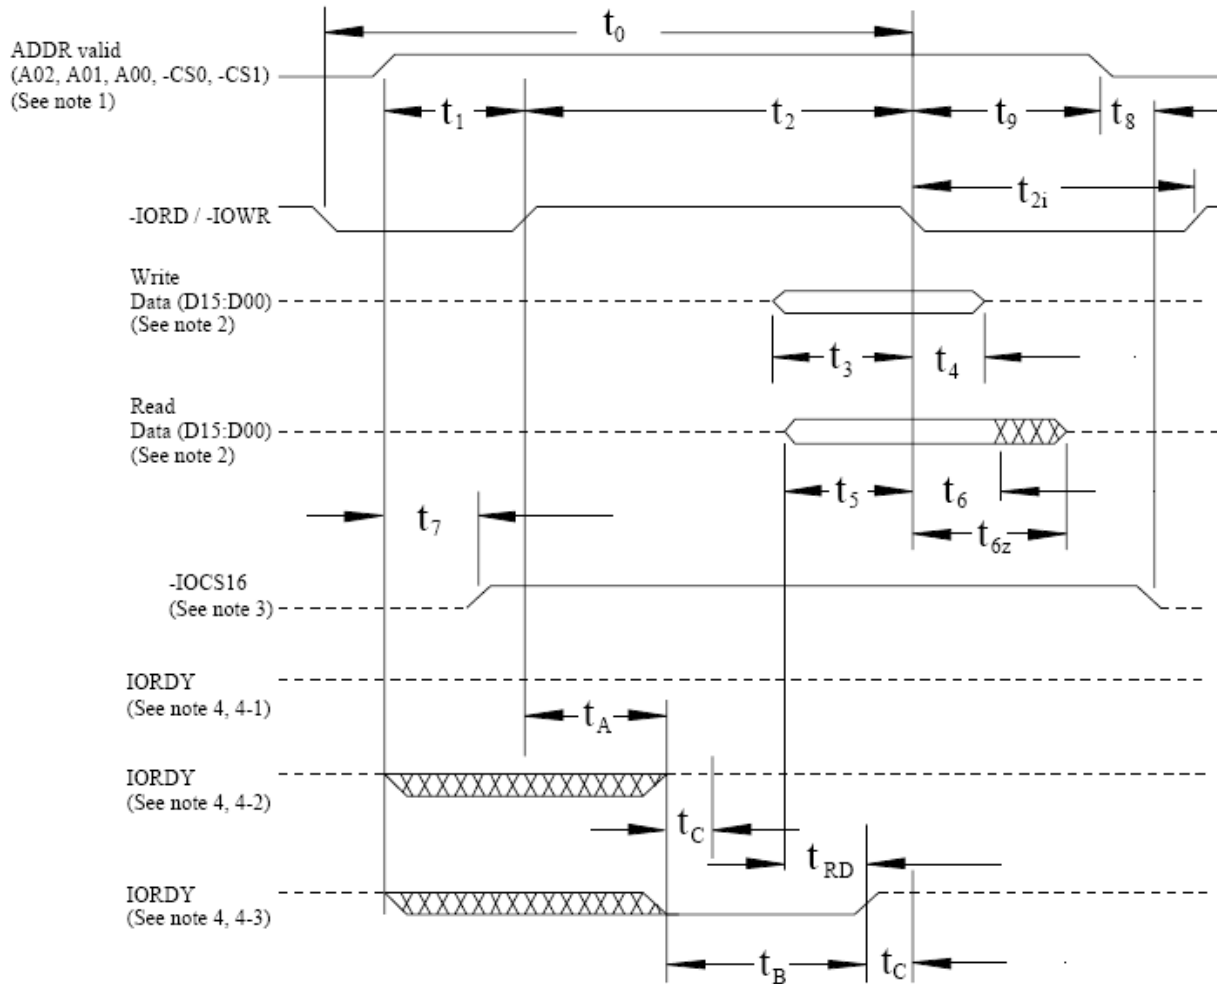 t0
ADDR valid
(A02, A01, A00, -CS0, -CS1)
(See note 1)
t1
t2
t9
t8
t2i
-IORD / -IOWR
Write
Data (D15:D00)
(See note 2)
t3
t4
Read
Data (D15:D00)
(See note 2)
t5
t6
t7
t6z
-IOCS16
(See note 3)
IORDY
(See note 4, 4-1)
tA
IORDY
(See note 4, 4-2)
tC
tRD
IORDY
(See note 4, 4-3)
tB
tC